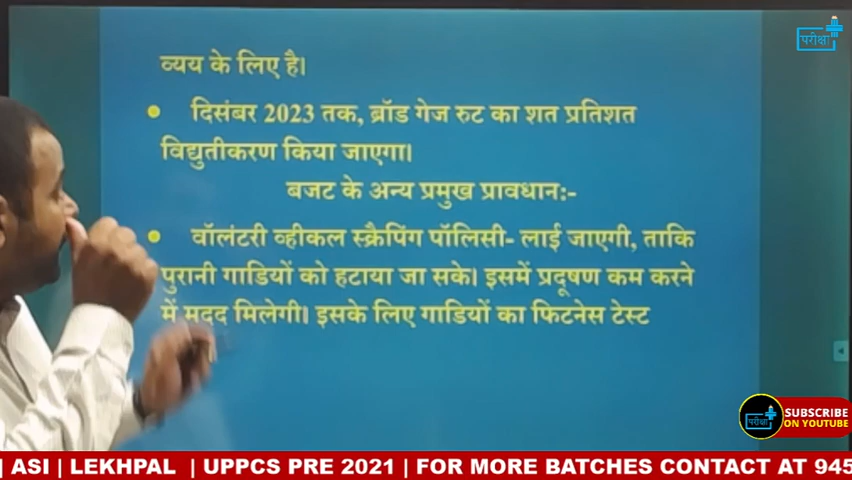 परीक्षा
व्यय के लिए है।
• दिसंबर 2023 तक, ब्रॉड गेज रुट का शत प्रतिशत
विद्युतीकरण किया जाएगा।
बजट के अन्य प्रमुख प्रावधान:-
• वॉलंटरी व्हीकल स्क्रैपिंग पॉलिसी- लाई जाएगी, ताकि
पुरानी गाडियों को हटाया जा सके। इसमें प्रदूषण कम करने
में मदद मिलेगी। इसके लिए गाडियों का फिटनेस टेस्ट
परीक्षा
SUBSCRIBE
ON YOUTUBE
| ASI | LEKHPAL | UPPCS PRE 2021 | FOR MORE BATCHES CONTACT AT 945